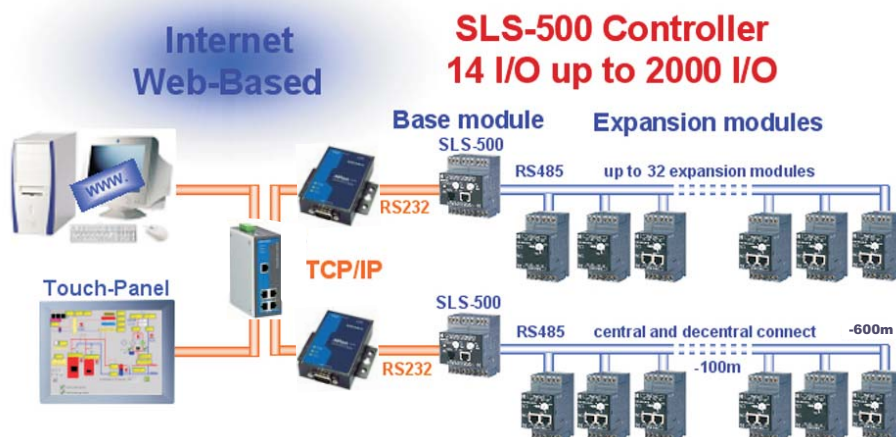 Internet
Web-Based
SLS-500 Controller
14 I/O up to 2000 I/O
Base module
Expansion modules
SLS-500
RS485
up to 32 expansion modules
www.
RS232
TCP/IP
Touch-Panel
SLS-500
RS485
central and decentral connect
-600m
RS232
-100m